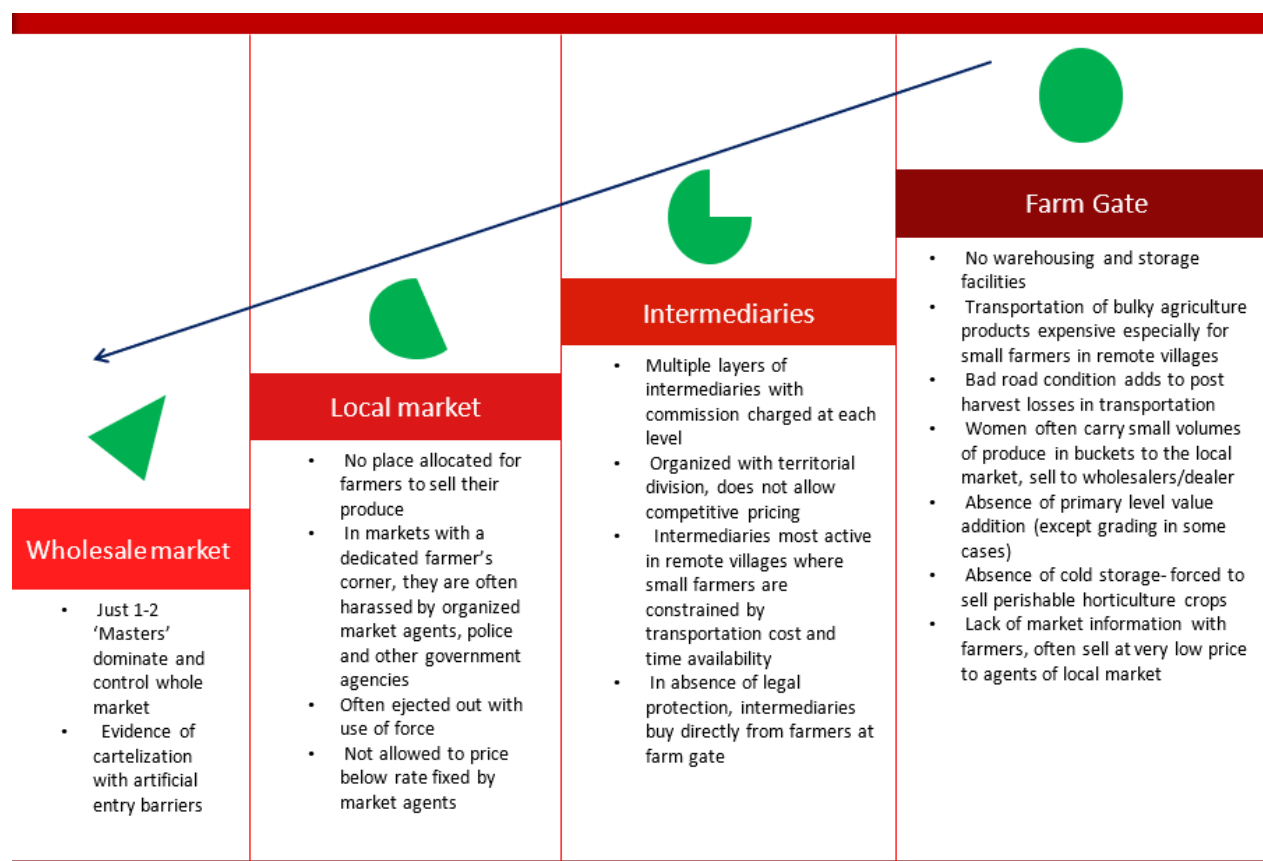 Wholesale market
• Just 1-2
‘Masters’
dominate and
control whole
market
• Evidence of
cartelization
with artificial
entry barriers
Local market
• No place allocated for
farmers to sell their
produce
• In markets with a
dedicated farmer’s
corner, they are often
harassed by organized
market agents, police
and other government
agencies
• Often ejected out with
use of force
• Not allowed to price
below rate fixed by
market agents
Intermediaries
• Multiple layers of
intermediaries with
commission charged at each
level
• Organized with territorial
division, does not allow
competitive pricing
• Intermediaries most active
in remote villages where
small farmers are
constrained by
transportation cost and
time availability
• In absence of legal
protection, intermediaries
buy directly from farmers at
farm gate
Farm Gate
• No warehousing and storage
facilities
• Transportation of bulky agriculture
products expensive especially for
small farmers in remote villages
• Bad road condition adds to post
harvest losses in transportation
• Women often carry small volumes
of produce in buckets to the local
market, sell to wholesalers/dealer
• Absence of primary level value
addition (except grading in some
cases)
• Absence of cold storage- forced to
sell perishable horticulture crops
• Lack of market information with
farmers, often sell at very low price
to agents of local market